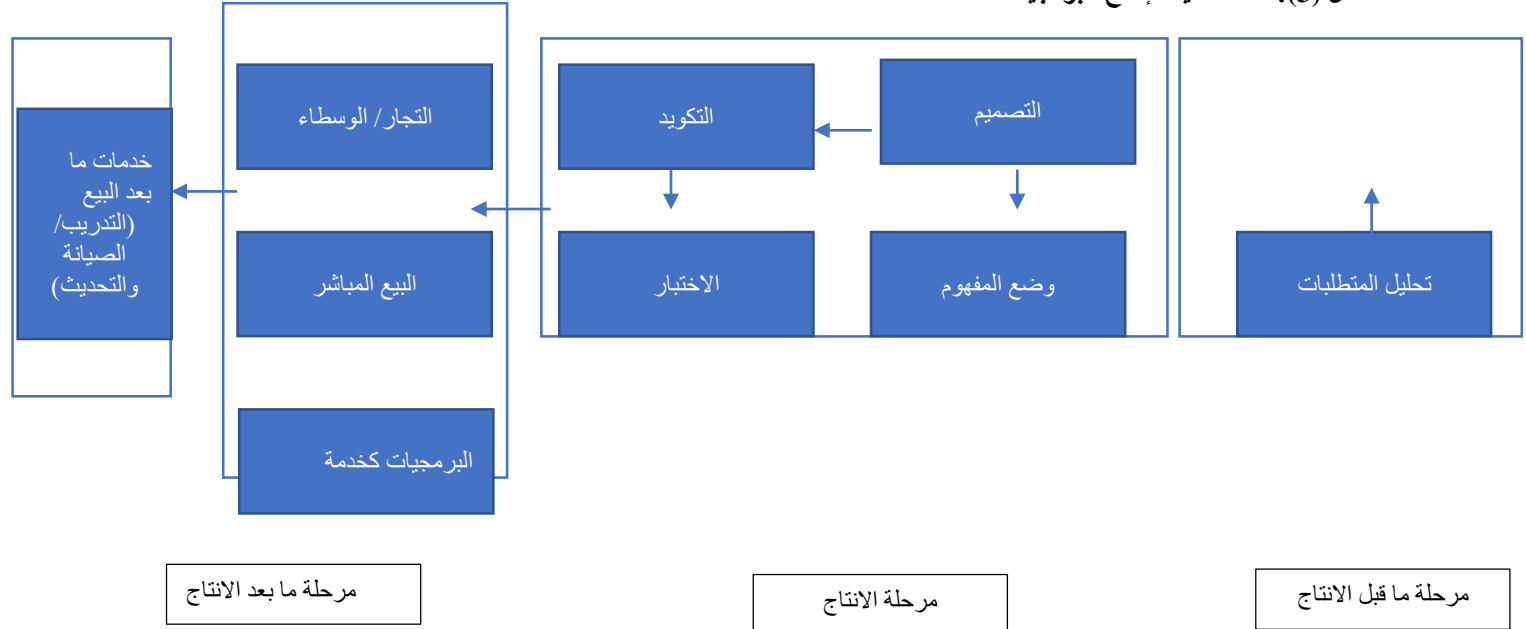 (3)
التصميم
التكويد
التجار/ الوسطاء
خدمات ما
بعد البيع
(التدريب/
الصيانة
والتحديث)
تحليل المتطلبات
وضع المفهوم
الاختبار
البيع المباشر
البرمجيات كخدمة
مرحلة ما قبل الانتاج
مرحلة الانتاج
مرحلة ما بعد الانتاج